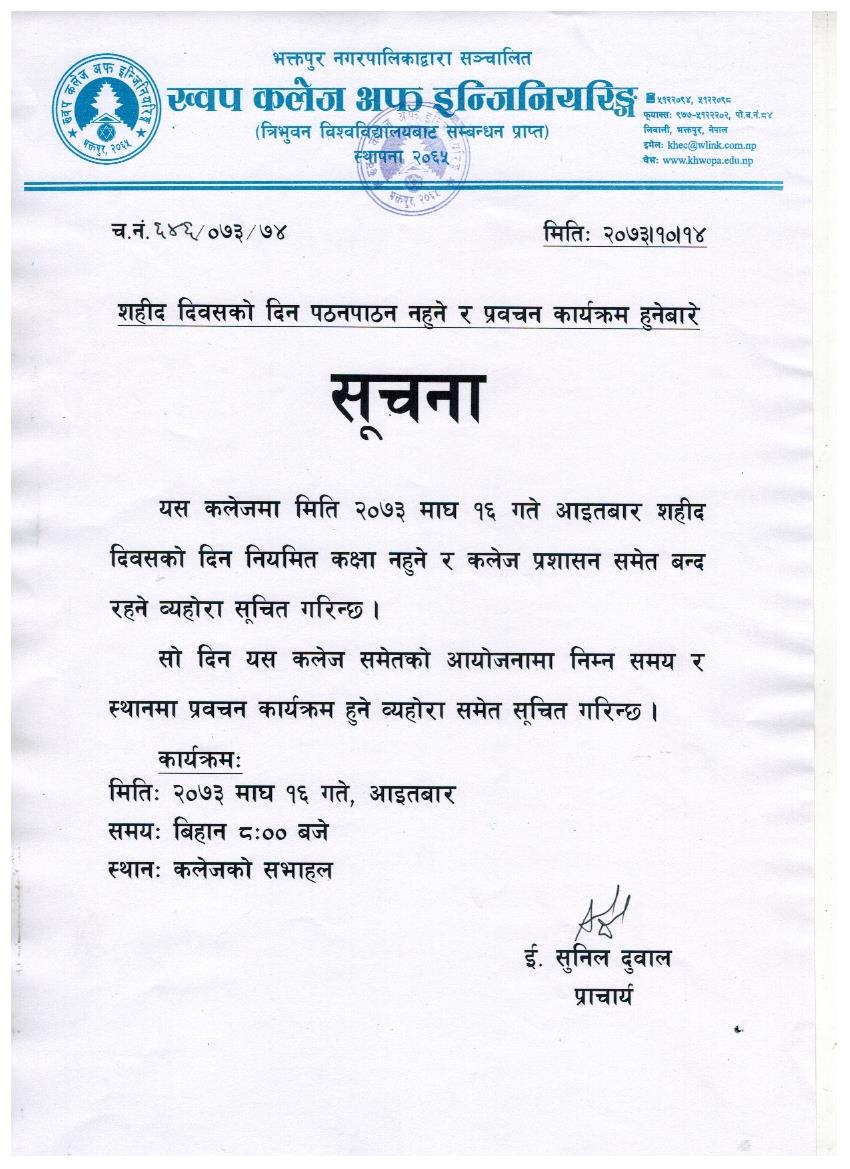 भक्तपुर नगरपालिकाद्वारा सञ्चालित
ख्वप कलेज अफ इन्जिनियरिङ्ग
(त्रिभुवन विश्वविद्यालयबाट सम्बन्धन प्राप्त)
स्थापना २०६५
ख्वप कलेज अफ इन्जिनियरिङ्ग
भक्तपुर, २०६५
५१२२०९४, ५१२२०९८
फ्याक्सः ९७७-५१२२२०२, पो.ब.नं.८४
लिवाली, भक्तपुर, नेपाल
इमेलः khec@wlink.com.np
वेभः www.khwopa.edu.np
च.नं. ६४६/०७३/७४
मितिः २०७३।१०।१४
शहीद दिवसको दिन पठनपाठन नहुने र प्रवचन कार्यक्रम हुनेबारे
सूचना
यस कलेजमा मिति २०७३ माघ १६ गते आइतबार शहीद
दिवसको दिन नियमित कक्षा नहुने र कलेज प्रशासन समेत बन्द
रहने व्यहोरा सूचित गरिन्छ ।
सो दिन यस कलेज समेतको आयोजनामा निम्न समय र
स्थानमा प्रवचन कार्यक्रम हुने व्यहोरा समेत सूचित गरिन्छ ।
कार्यक्रमः
मितिः २०७३ माघ १६ गते, आइतबार
समयः बिहान ८:०० बजे
स्थानः कलेजको सभाहल
ई. सुनिल दुवाल
प्राचार्य